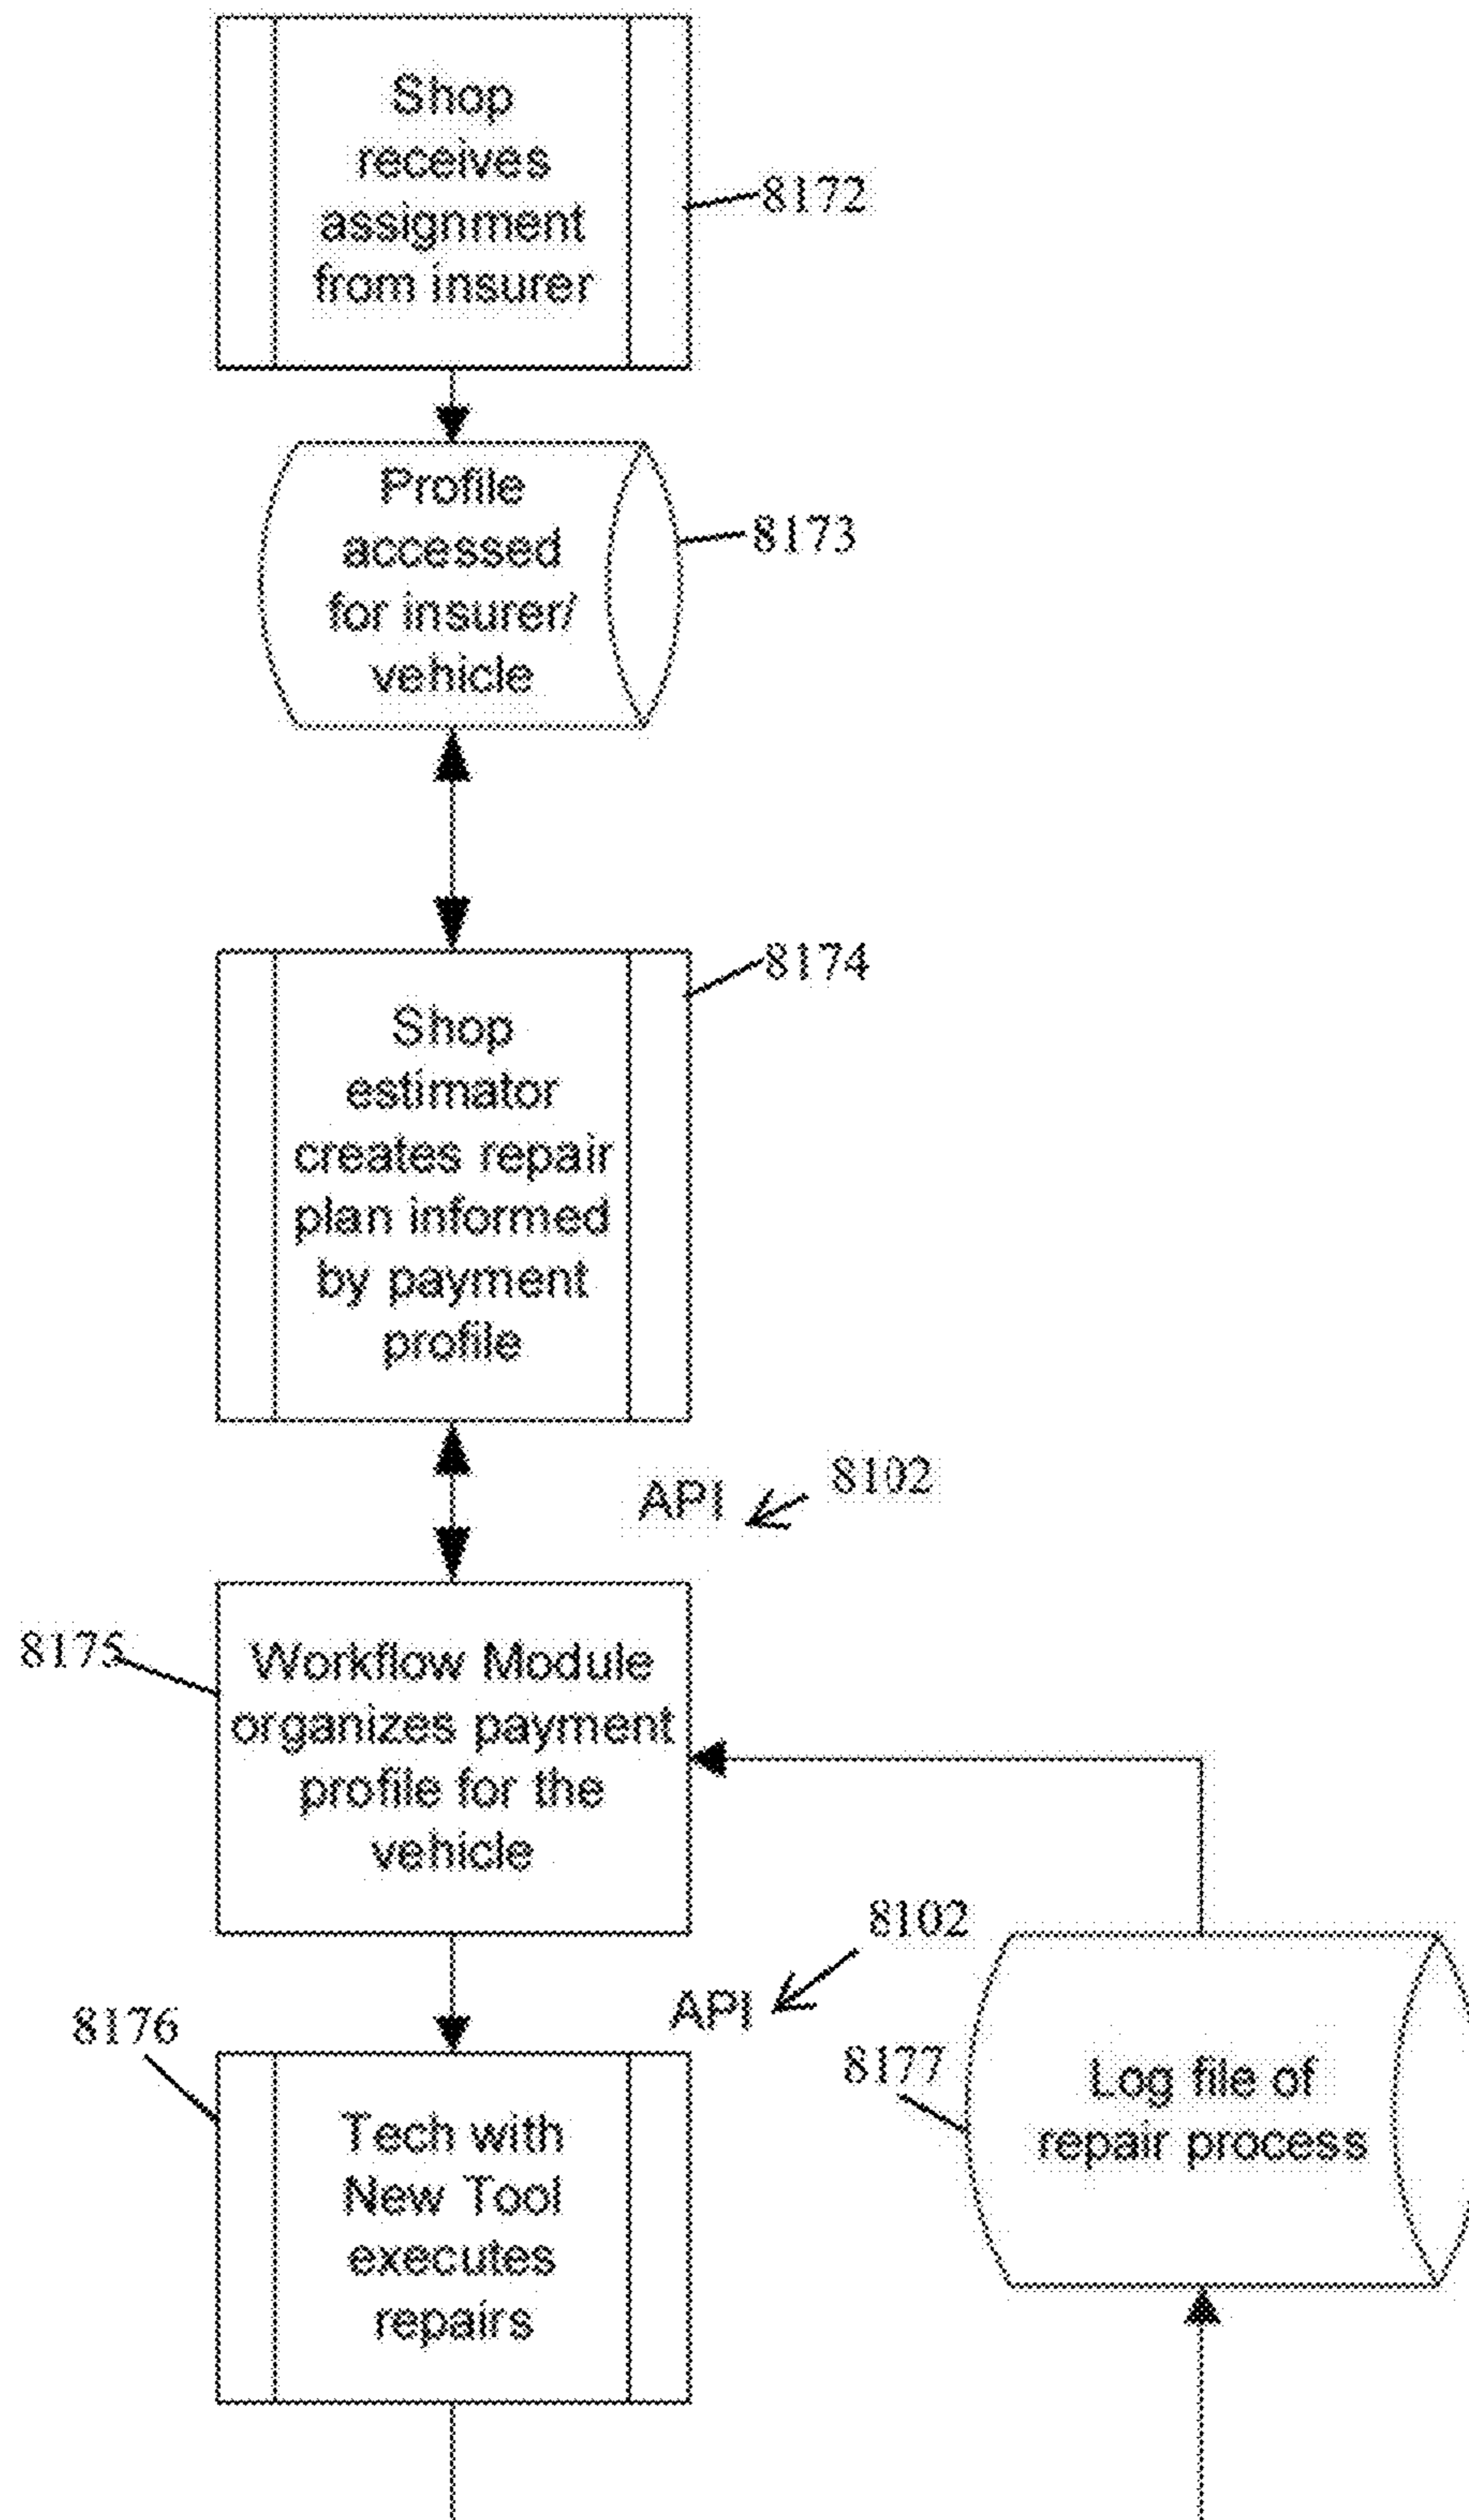 Shop
receives
assignment
from insurer
8172
Profile
accessed
for insurer/
vehicle
8173
8174
Shop
estimator
creates repair
plan informed
by payment
profile
API
8102
8175
Workflow Module
organizes payment
profile for the
vehicle
8102
API
8176
Tech with
New Tool
executes
repairs
8177
Log file of
repair process